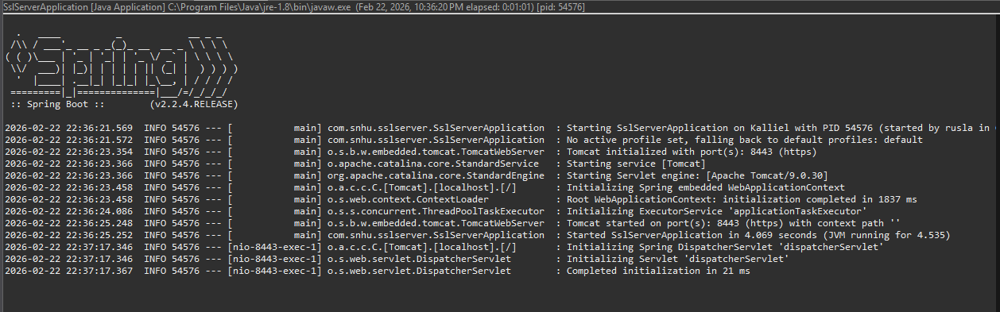 SslServerApplication [Java Application] C:\Program Files\Java\jre-1.8\bin\javaw.exe (Feb 22, 2026, 10:36:20 PM elapsed: 0:01:01) [pid: 54576]
  .   ____          _            __ _ _
 /\\ / ___'_ __ _ _(_)_ __  __ _ \ \ \ \
( ( )\___ | '_ | '_| | '_ \/ _` | \ \ \ \
 \\/  ___)| |_)| | | | | || (_| |  ) ) ) )
  '  |____| .__|_| |_|_| |_\__, | / / / /
 =========|_|==============|___/=/_/_/_/
 :: Spring Boot ::        (v2.2.4.RELEASE)
2026-02-22 22:36:21.569  INFO 54576 --- [           main] com.snhu.sslserver.SslServerApplication  : Starting SslServerApplication on Kalliel with PID 54576 (started by rusla in
2026-02-22 22:36:21.572  INFO 54576 --- [           main] com.snhu.sslserver.SslServerApplication  : No active profile set, falling back to default profiles: default
2026-02-22 22:36:23.354  INFO 54576 --- [           main] o.s.b.w.embedded.tomcat.TomcatWebServer  : Tomcat initialized with port(s): 8443 (https)
2026-02-22 22:36:23.366  INFO 54576 --- [           main] o.apache.catalina.core.StandardService   : Starting service [Tomcat]
2026-02-22 22:36:23.366  INFO 54576 --- [           main] org.apache.catalina.core.StandardEngine  : Starting Servlet engine: [Apache Tomcat/9.0.30]
2026-02-22 22:36:23.458  INFO 54576 --- [           main] o.a.c.c.C.[Tomcat].[localhost].[/]       : Initializing Spring embedded WebApplicationContext
2026-02-22 22:36:23.458  INFO 54576 --- [           main] o.s.web.context.ContextLoader            : Root WebApplicationContext: initialization completed in 1837 ms
2026-02-22 22:36:24.086  INFO 54576 --- [           main] o.s.s.concurrent.ThreadPoolTaskExecutor  : Initializing ExecutorService 'applicationTaskExecutor'
2026-02-22 22:36:25.248  INFO 54576 --- [           main] o.s.b.w.embedded.tomcat.TomcatWebServer  : Tomcat started on port(s): 8443 (https) with context path ''
2026-02-22 22:36:25.252  INFO 54576 --- [           main] com.snhu.sslserver.SslServerApplication  : Started SslServerApplication in 4.069 seconds (JVM running for 4.535)
2026-02-22 22:37:17.346  INFO 54576 --- [nio-8443-exec-1] o.a.c.c.C.[Tomcat].[localhost].[/]       : Initializing Spring DispatcherServlet 'dispatcherServlet'
2026-02-22 22:37:17.346  INFO 54576 --- [nio-8443-exec-1] o.s.web.servlet.DispatcherServlet        : Initializing Servlet 'dispatcherServlet'
2026-02-22 22:37:17.367  INFO 54576 --- [nio-8443-exec-1] o.s.web.servlet.DispatcherServlet        : Completed initialization in 21 ms